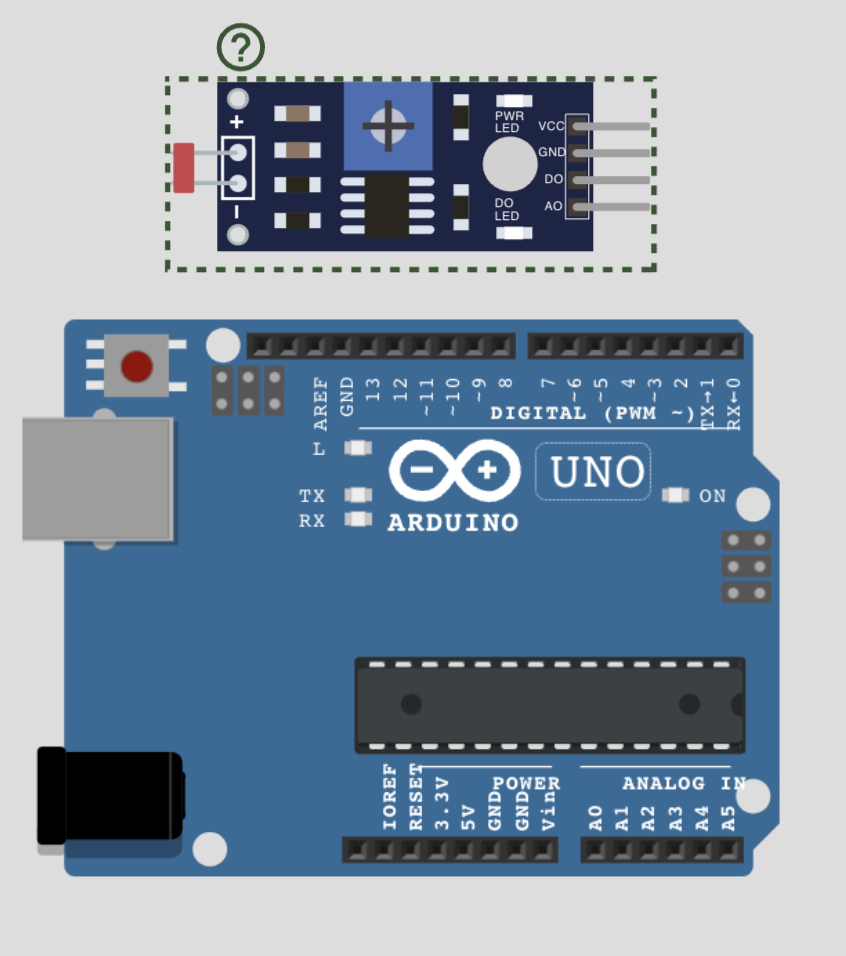 ?
+
PWR
LED
VCC
GND
DO
AO
DO
LED
–
AREF
GND
13
12
~11
~10
~9
8
7
~6
~5
4
~3
2
TX→1
RX←0
DIGITAL (PWM ~)
L
TX
RX
UNO
ON
ARDUINO
POWER
ANALOG IN
IOREF
RESET
3.3V
5V
GND
GND
Vin
A0
A1
A2
A3
A4
A5